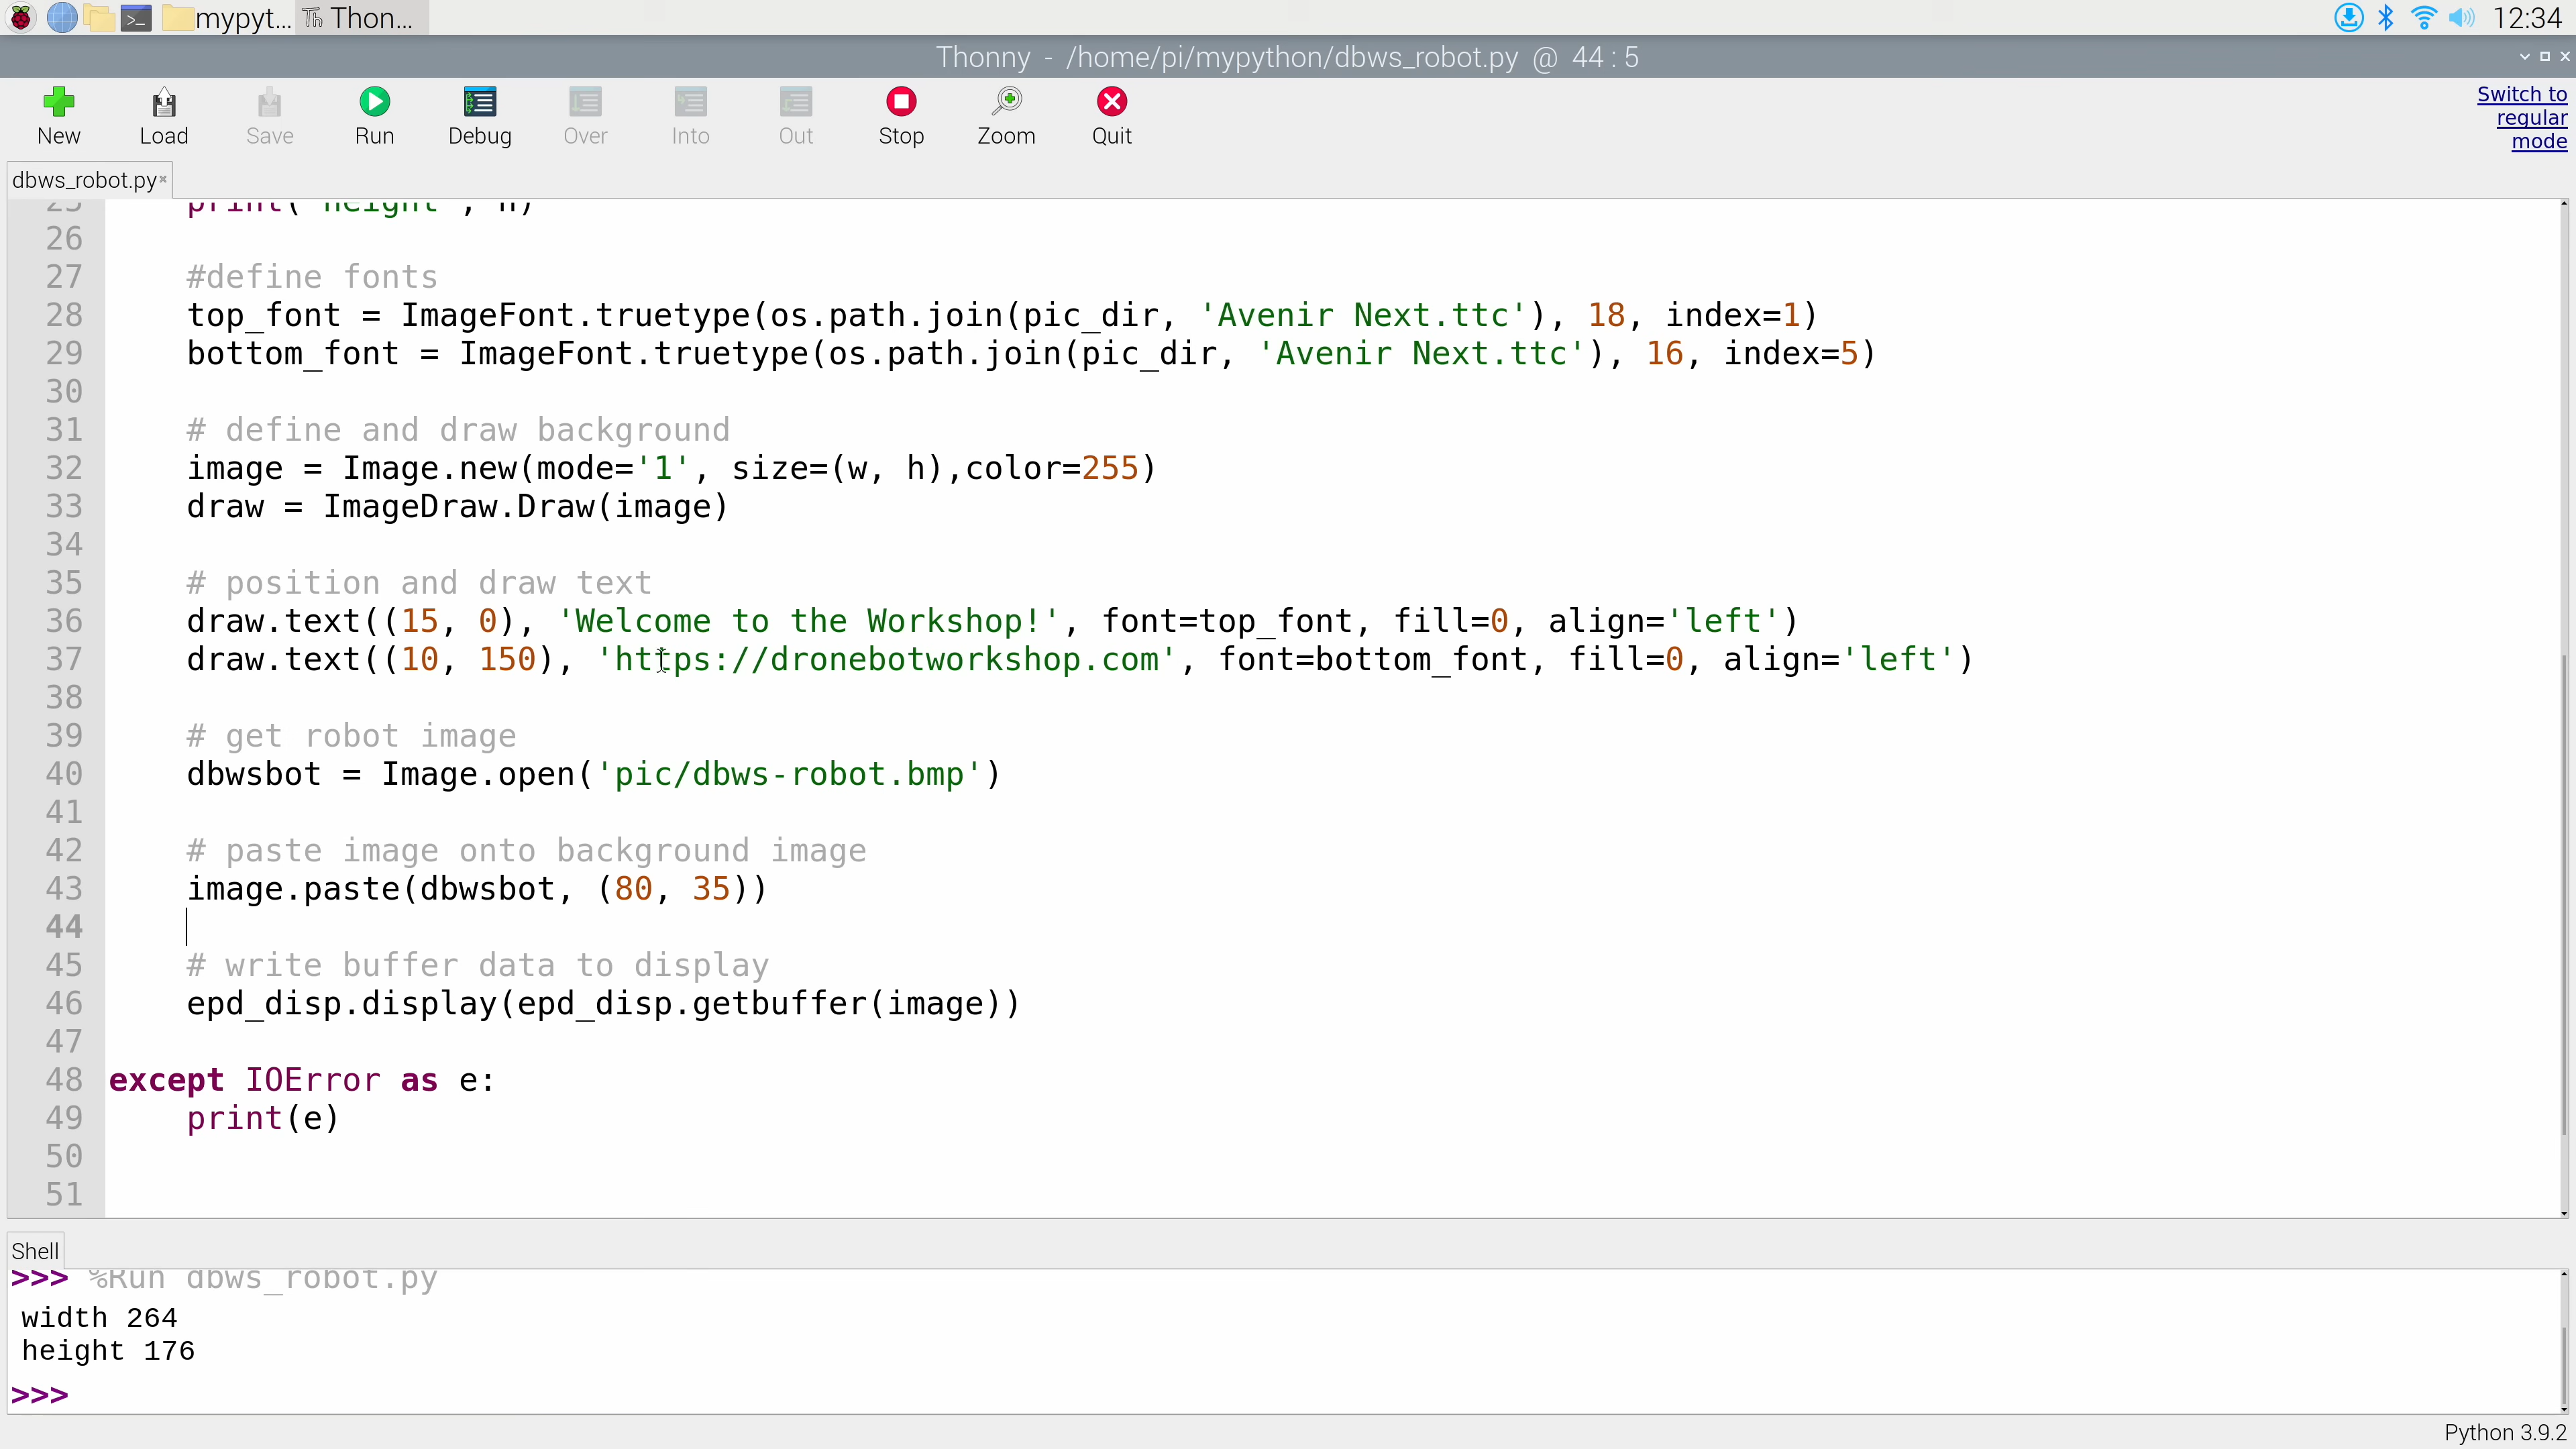 mypyt...
Thon...
12:34
Thonny - /home/pi/mypython/dbws_robot.py @ 44 : 5
New
Load
Save
Run
Debug
Over
Into
Out
Stop
Zoom
Quit
Switch to
regular
mode
dbws_robot.py
25 print("height", h)
26
27 #define fonts
28 top_font = ImageFont.truetype(os.path.join(pic_dir, 'Avenir Next.ttc'), 18, index=1)
29 bottom_font = ImageFont.truetype(os.path.join(pic_dir, 'Avenir Next.ttc'), 16, index=5)
30
31 # define and draw background
32 image = Image.new(mode='1', size=(w, h),color=255)
33 draw = ImageDraw.Draw(image)
34
35 # position and draw text
36 draw.text((15, 0), 'Welcome to the Workshop!', font=top_font, fill=0, align='left')
37 draw.text((10, 150), 'https://dronebotworkshop.com', font=bottom_font, fill=0, align='left')
38
39 # get robot image
40 dbwsbot = Image.open('pic/dbws-robot.bmp')
41
42 # paste image onto background image
43 image.paste(dbwsbot, (80, 35))
44
45 # write buffer data to display
46 epd_disp.display(epd_disp.getbuffer(image))
47
48 except IOError as e:
49 print(e)
50
51
Shell
>>> %Run dbws_robot.py
width 264
height 176
>>>
Python 3.9.2